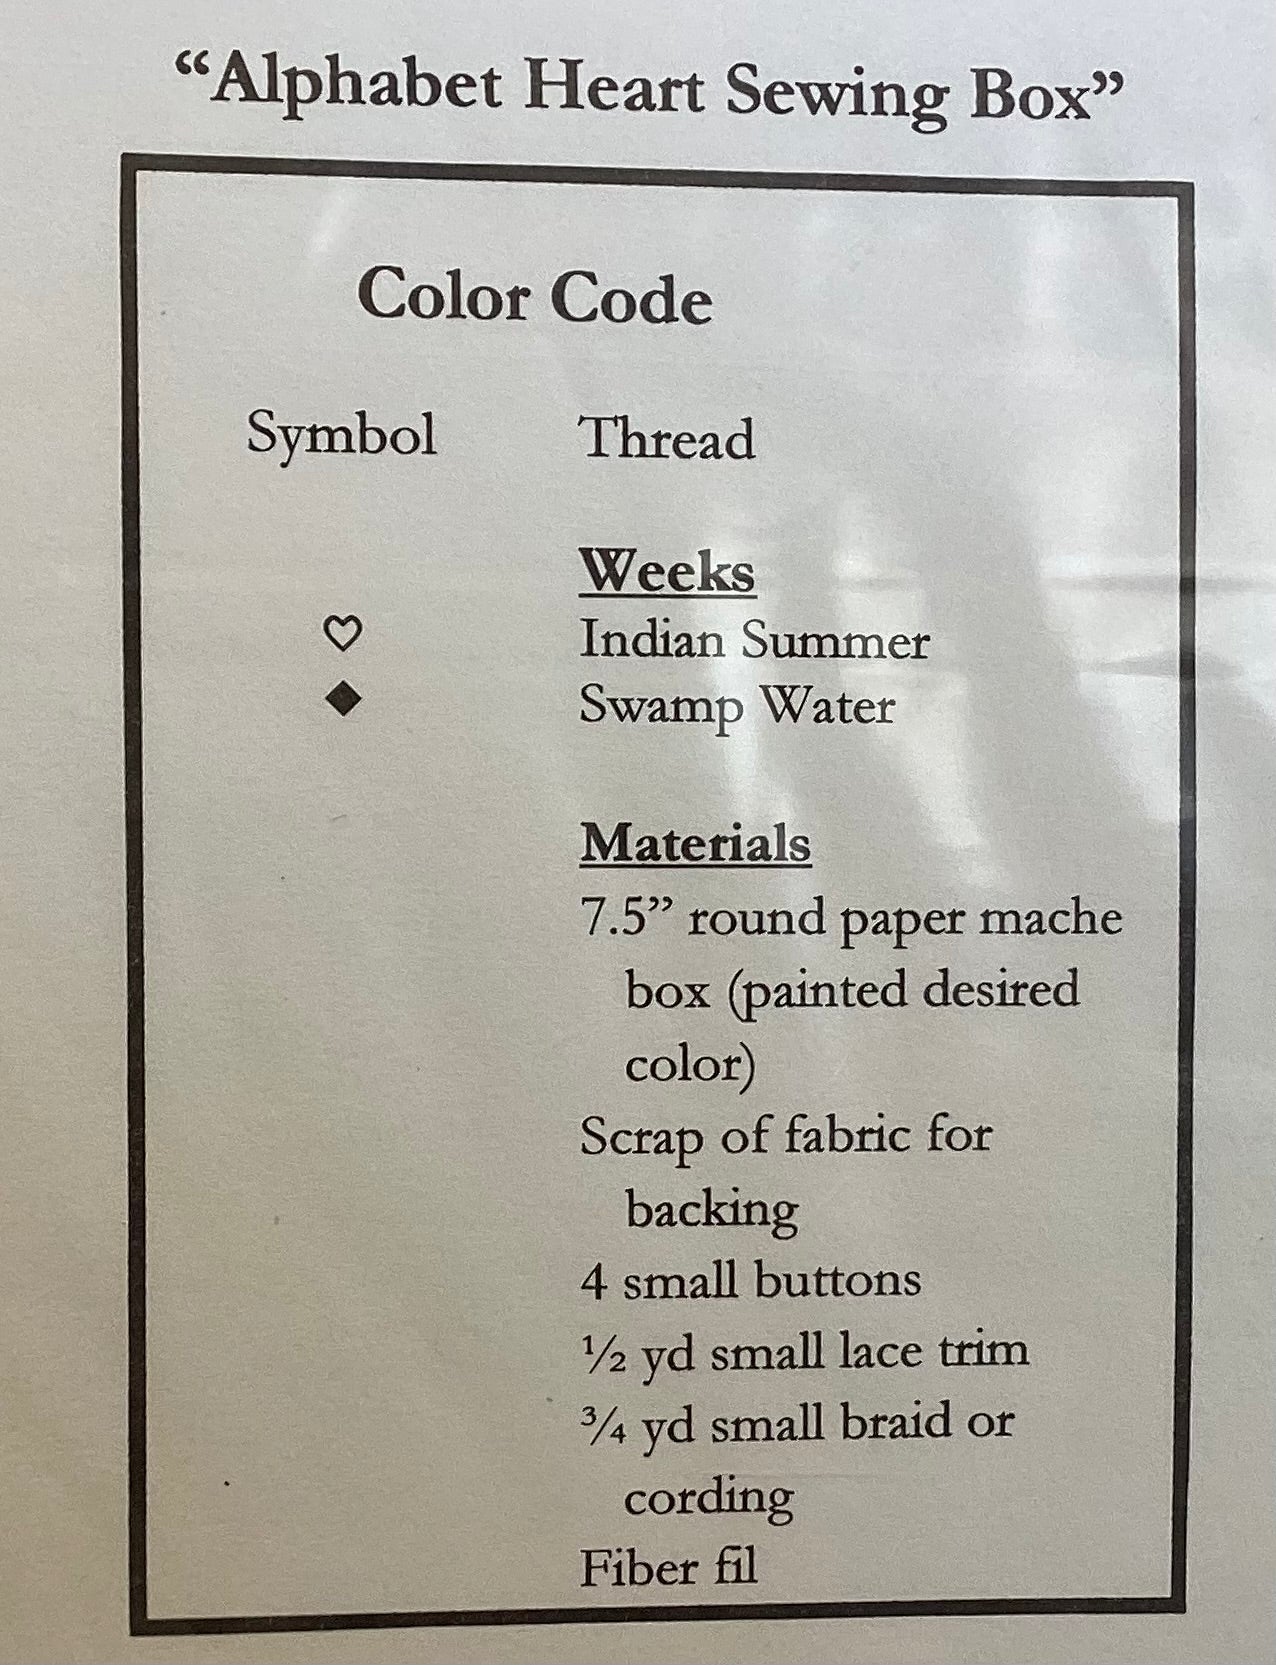 “Alphabet Heart Sewing Box”
Color Code
Symbol Thread
Weeks
♡ Indian Summer
◆ Swamp Water
Materials
7.5” round paper mache
box (painted desired
color)
Scrap of fabric for
backing
4 small buttons
½ yd small lace trim
¾ yd small braid or
cording
Fiber fil